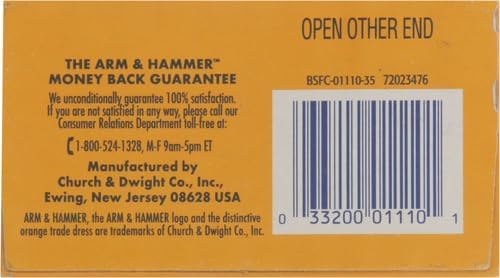 OPEN OTHER END
THE ARM & HAMMER™
MONEY BACK GUARANTEE
We unconditionally guarantee 100% satisfaction.
If you are not satisfied in any way, please call our
Consumer Relations Department toll-free at:
1-800-524-1328, M-F 9am-5pm ET
Manufactured by
Church & Dwight Co., Inc.,
Ewing, New Jersey 08628 USA
ARM & HAMMER, the ARM & HAMMER logo and the distinctive
orange trade dress are trademarks of Church & Dwight Co., Inc.
BSFC-01110-35 72023476
0 33200 01110 1